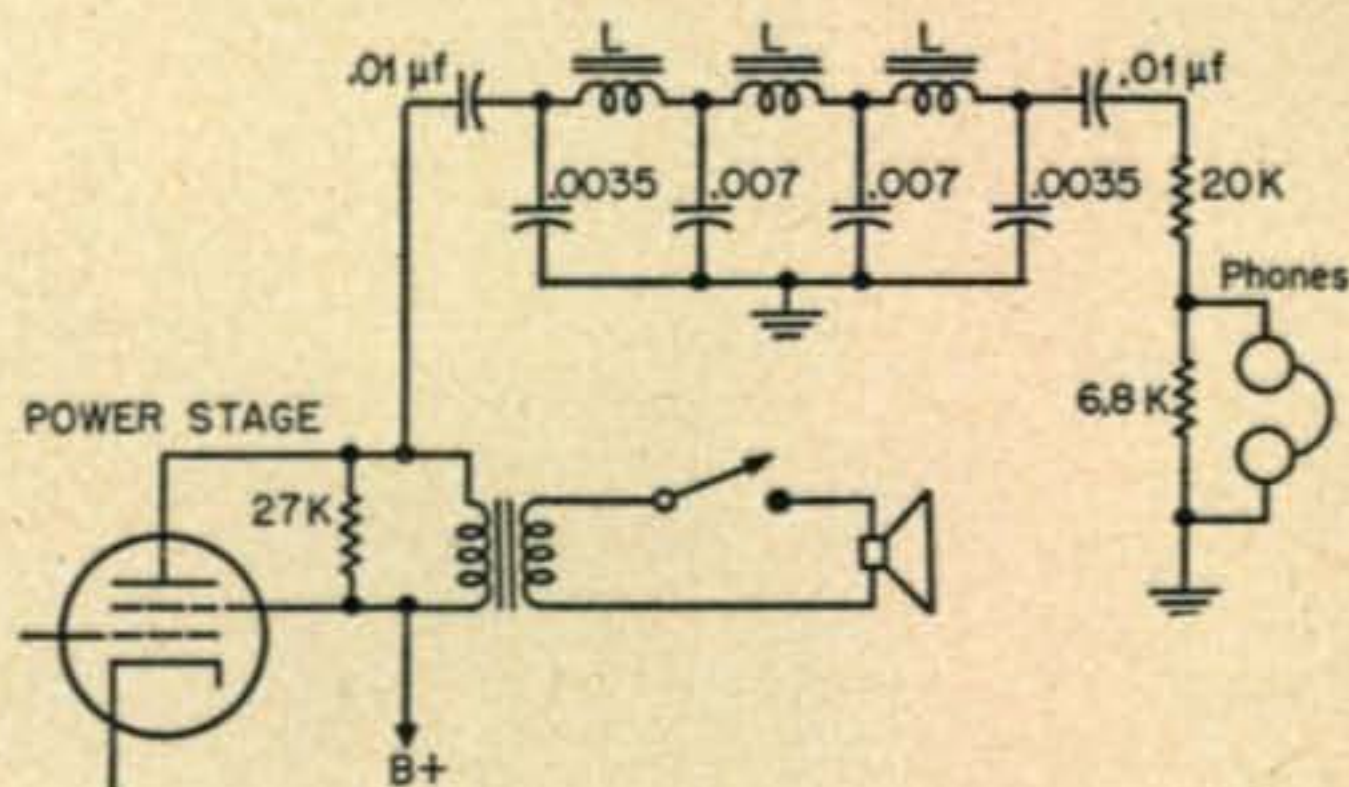 L L L
.01 µf .01 µf
.0035 .007 .007 .0035 20K
Phones
6.8 K
POWER STAGE
27K
B+